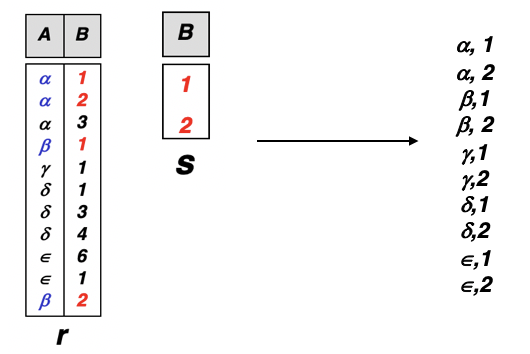 A B
α 1
α 2
α 3
β 1
γ 1
δ 1
δ 3
δ 4
∈ 6
∈ 1
β 2
r
B
1
2
s
α, 1
α, 2
β,1
β, 2
γ,1
γ,2
δ,1
δ,2
∈,1
∈,2